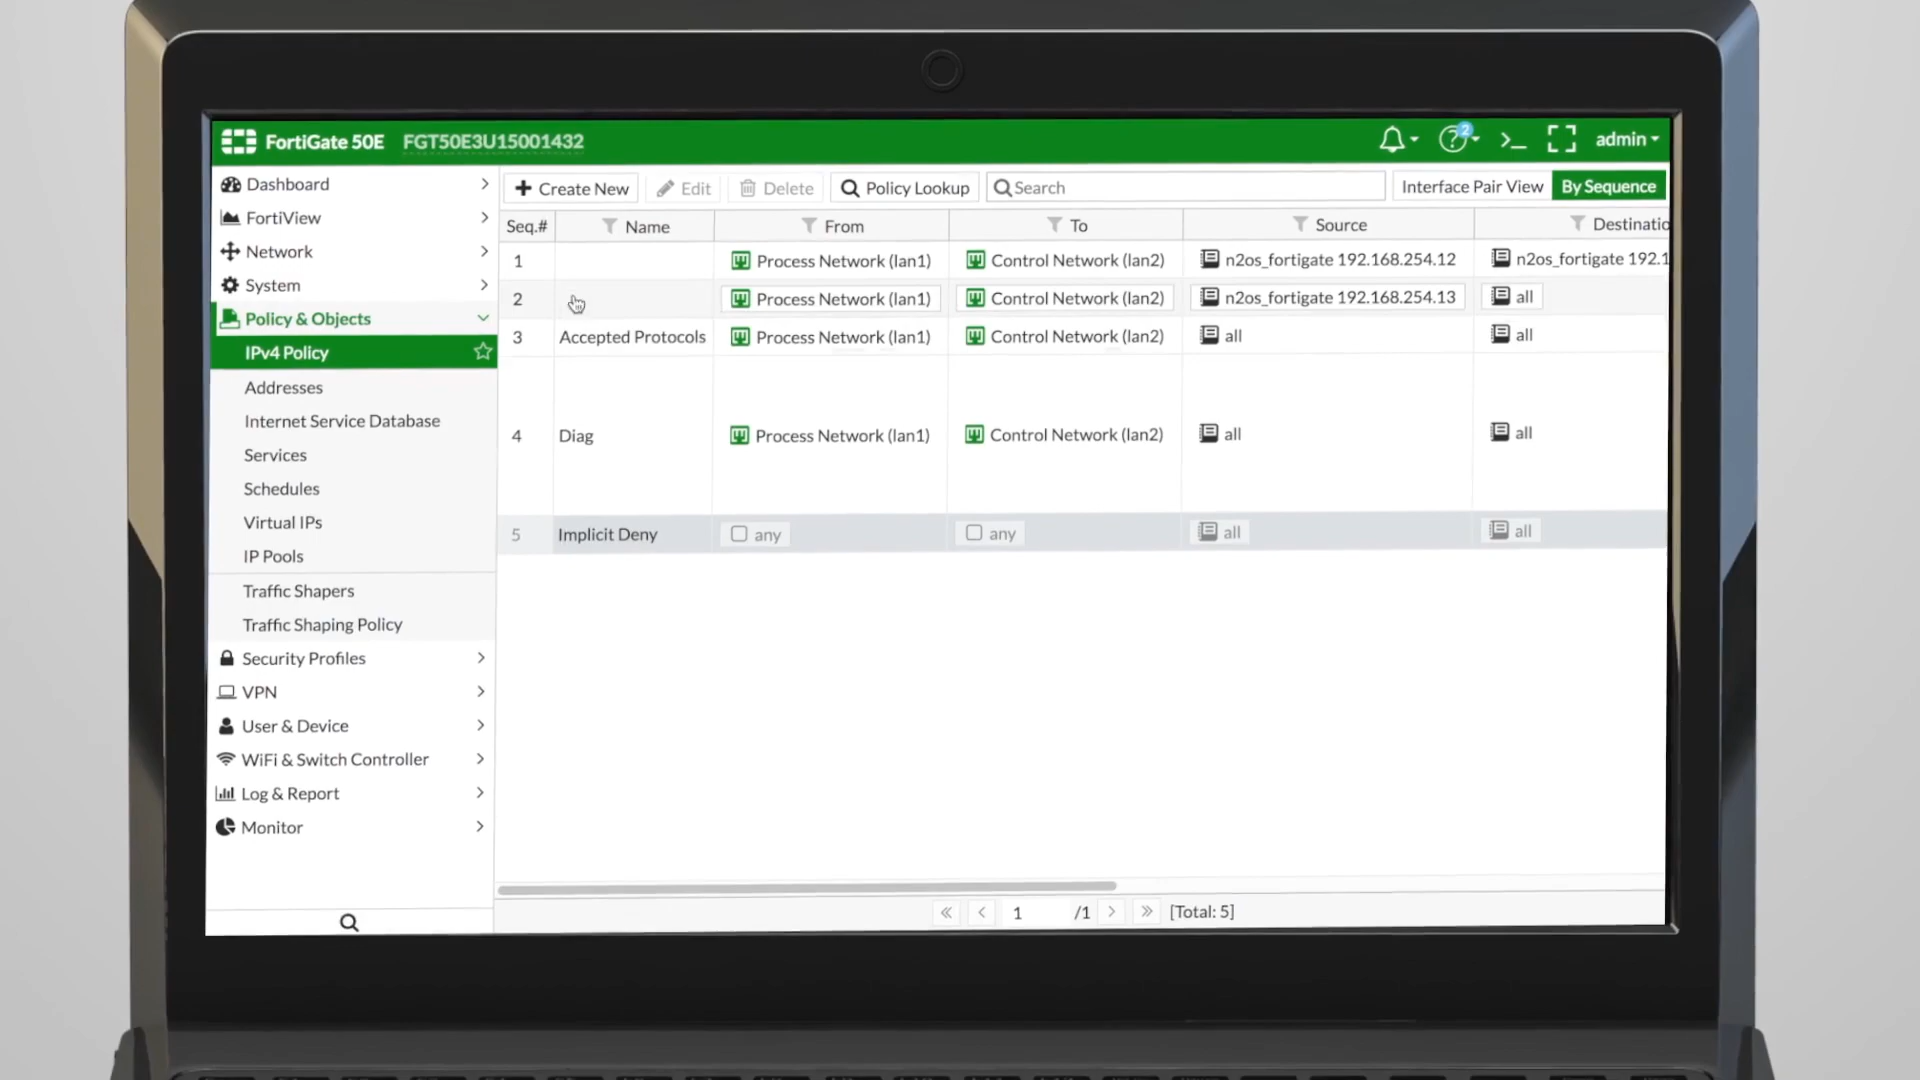 FortiGate 50E FGT50E3U15001432 2 >_ admin
Dashboard
FortiView
Network
System
Policy & Objects
IPv4 Policy
Addresses
Internet Service Database
Services
Schedules
Virtual IPs
IP Pools
Traffic Shapers
Traffic Shaping Policy
Security Profiles
VPN
User & Device
WiFi & Switch Controller
Log & Report
Monitor
+ Create New Edit Delete Policy Lookup Search Interface Pair View By Sequence
Seq.# Name From To Source Destinatio
1 Process Network (lan1) Control Network (lan2) n2os_fortigate 192.168.254.12 n2os_fortigate 192.1
2 Process Network (lan1) Control Network (lan2) n2os_fortigate 192.168.254.13 all
3 Accepted Protocols Process Network (lan1) Control Network (lan2) all all
4 Diag Process Network (lan1) Control Network (lan2) all all
5 Implicit Deny any any all all
« < 1 /1 > » [Total: 5]